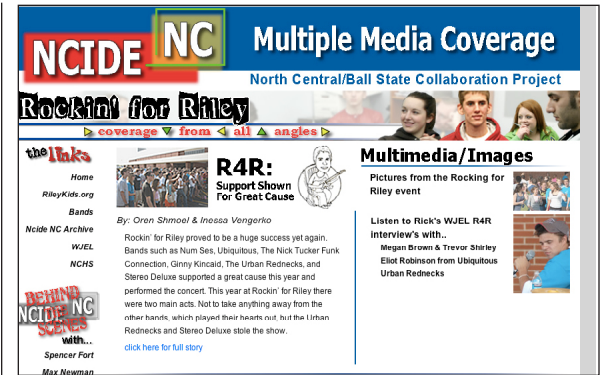 NCIDE NC
Multiple Media Coverage
North Central/Ball State Collaboration Project
Rockin' for Riley
coverage from all angles
the links
Home
RileyKids.org
Bands
Ncide NC Archive
WJEL
NCHS
BEHIND
THE
SCENES
NCIDE NC
with...
Spencer Fort
Max Newman
R4R:
Support Shown
For Great Cause
By: Oren Shmoel & Inessa Vengerko
Rockin' for Riley proved to be a huge success yet again.
Bands such as Num Ses, Ubiquitous, The Nick Tucker Funk
Connection, Ginny Kincaid, The Urban Rednecks, and
Stereo Deluxe supported a great cause this year and
performed the concert. This year at Rockin' for Riley there
were two main acts. Not to take anything away from the
other bands, which played their hearts out, but the Urban
Rednecks and Stereo Deluxe stole the show.
click here for full story
Multimedia/Images
Pictures from the Rocking for
Riley event
Listen to Rick's WJEL R4R
interview's with..
Megan Brown & Trevor Shirley
Eliot Robinson from Ubiquitous
Urban Rednecks